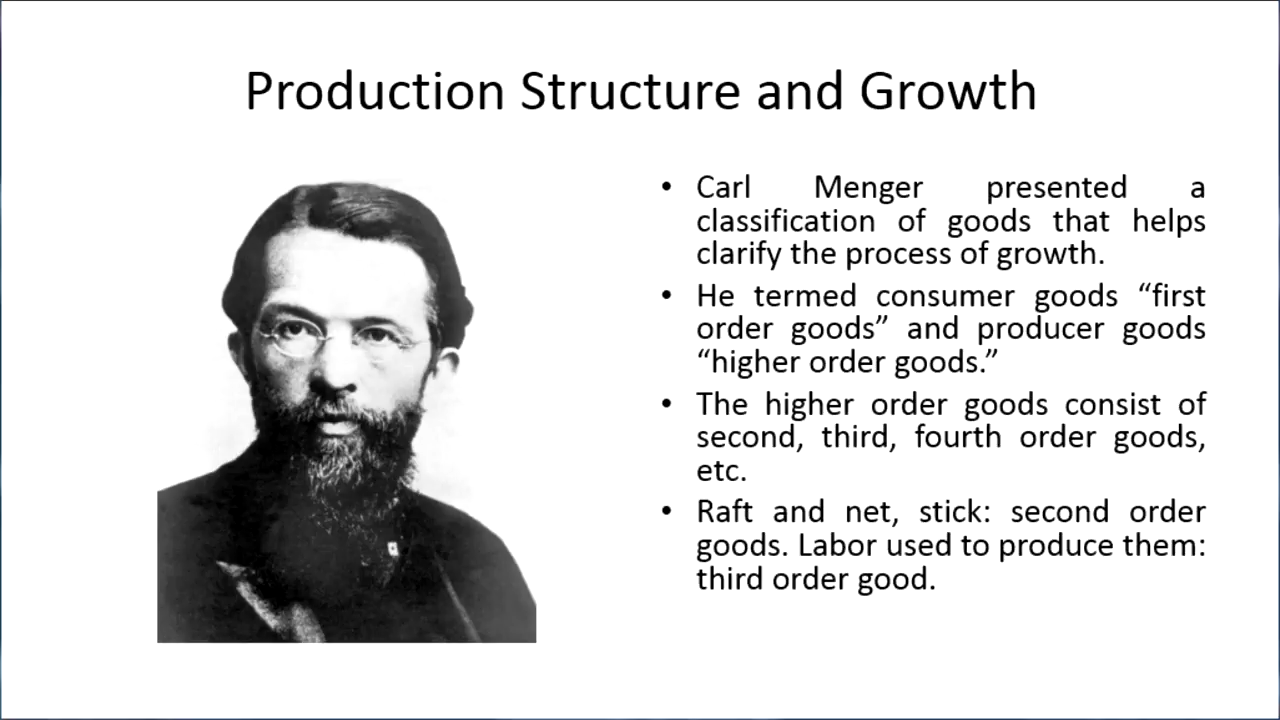 Production Structure and Growth
• Carl Menger presented a
classification of goods that helps
clarify the process of growth.
• He termed consumer goods “first
order goods” and producer goods
“higher order goods.”
• The higher order goods consist of
second, third, fourth order goods,
etc.
• Raft and net, stick: second order
goods. Labor used to produce them:
third order good.